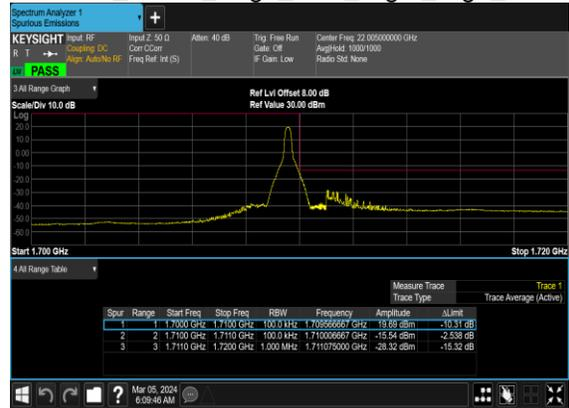 Spectrum Analyzer 1
Spurious Emissions
KEYSIGHT Input: RF Input Z: 50 Ω Atten: 40 dB Trig: Free Run Center Freq: 22.005000000 GHz
R T Coupling: DC Corr CCorr Gate: Off Avg|Hold: 1000/1000
Align: Auto/No RF Freq Ref: Int (S) IF Gain: Low Radio Std: None
LW PASS
3 All Range Graph
Ref Lvl Offset 8.00 dB
Scale/Div 10.0 dB Ref Value 30.00 dBm
Log
20.0
10.0
0.00
-10.0
-20.0
-30.0
-40.0
-50.0
-60.0
Start 1.700 GHz Stop 1.720 GHz
4 All Range Table
Measure Trace Trace 1
Trace Type Trace Average (Active)
Spur Range Start Freq Stop Freq RBW Frequency Amplitude ΔLimit
1 1 1.7000 GHz 1.7100 GHz 100.0 kHz 1.709566667 GHz 19.69 dBm -10.31 dB
2 2 1.7100 GHz 1.7110 GHz 100.0 kHz 1.710006667 GHz -15.54 dBm -2.538 dB
3 3 1.7110 GHz 1.7200 GHz 1.000 MHz 1.711075000 GHz -28.32 dBm -15.32 dB
Mar 05, 2024
6:09:46 AM